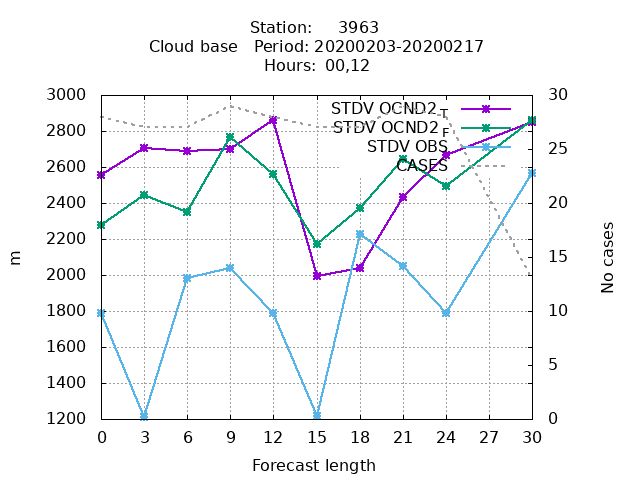 Station: 3963
Cloud base Period: 20200203-20200217
Hours: 00,12
3000
2800
2600
2400
2200
2000
1800
1600
1400
1200
m
STDV OCND2_T
STDV OCND2_F
STDV OBS
CASES
30
25
20
15
10
5
0
No cases
0 3 6 9 12 15 18 21 24 27 30
Forecast length